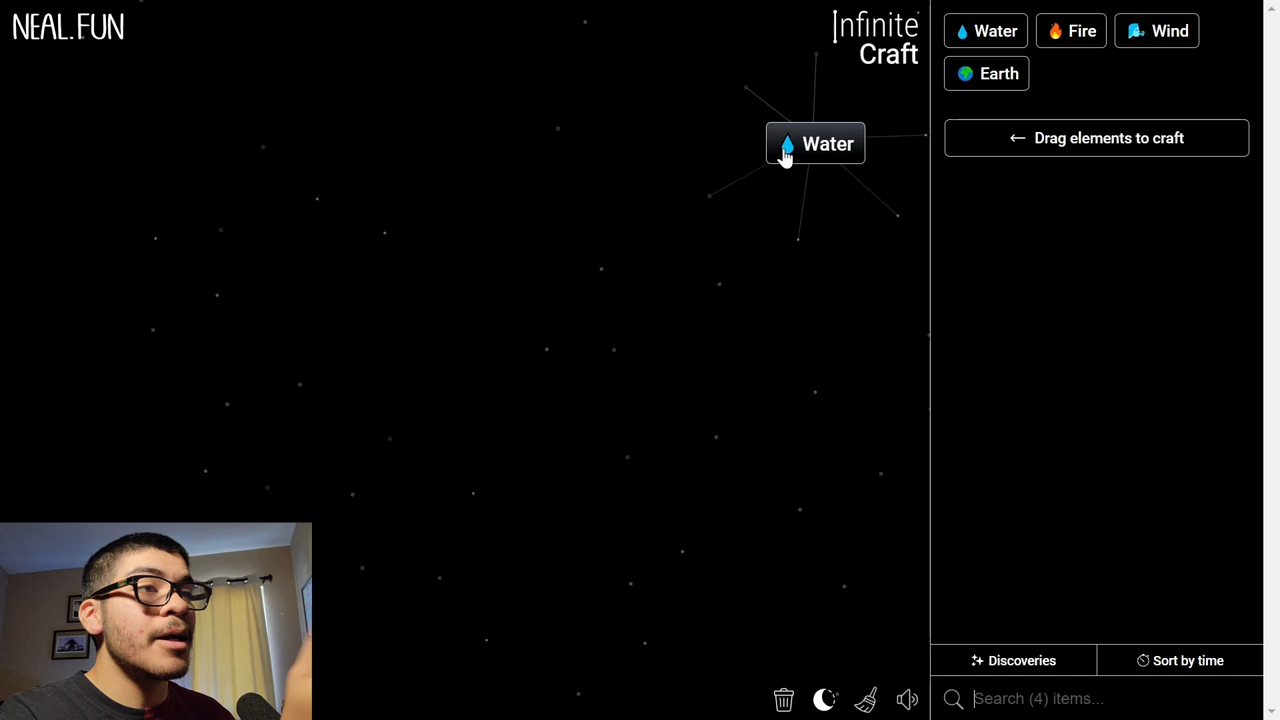 NEAL.FUN
Infinite
Craft
Water
Water
Fire
Wind
Earth
← Drag elements to craft
Discoveries
Sort by time
Search (4) items...